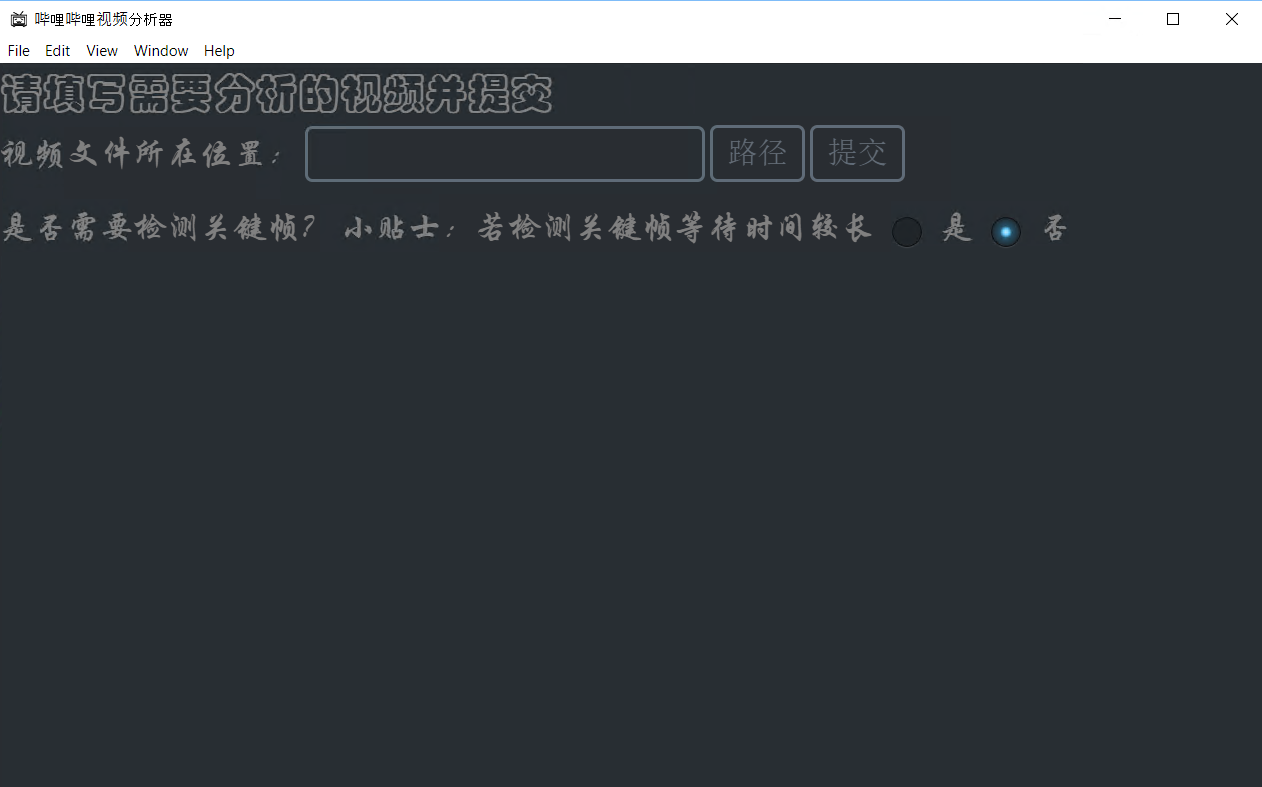 哔哩哔哩视频分析器
File Edit View Window Help
请填写需要分析的视频并提交
视频文件所在位置： 路径 提交
是否需要检测关键帧？ 小贴士：若检测关键帧等待时间较长 是 否